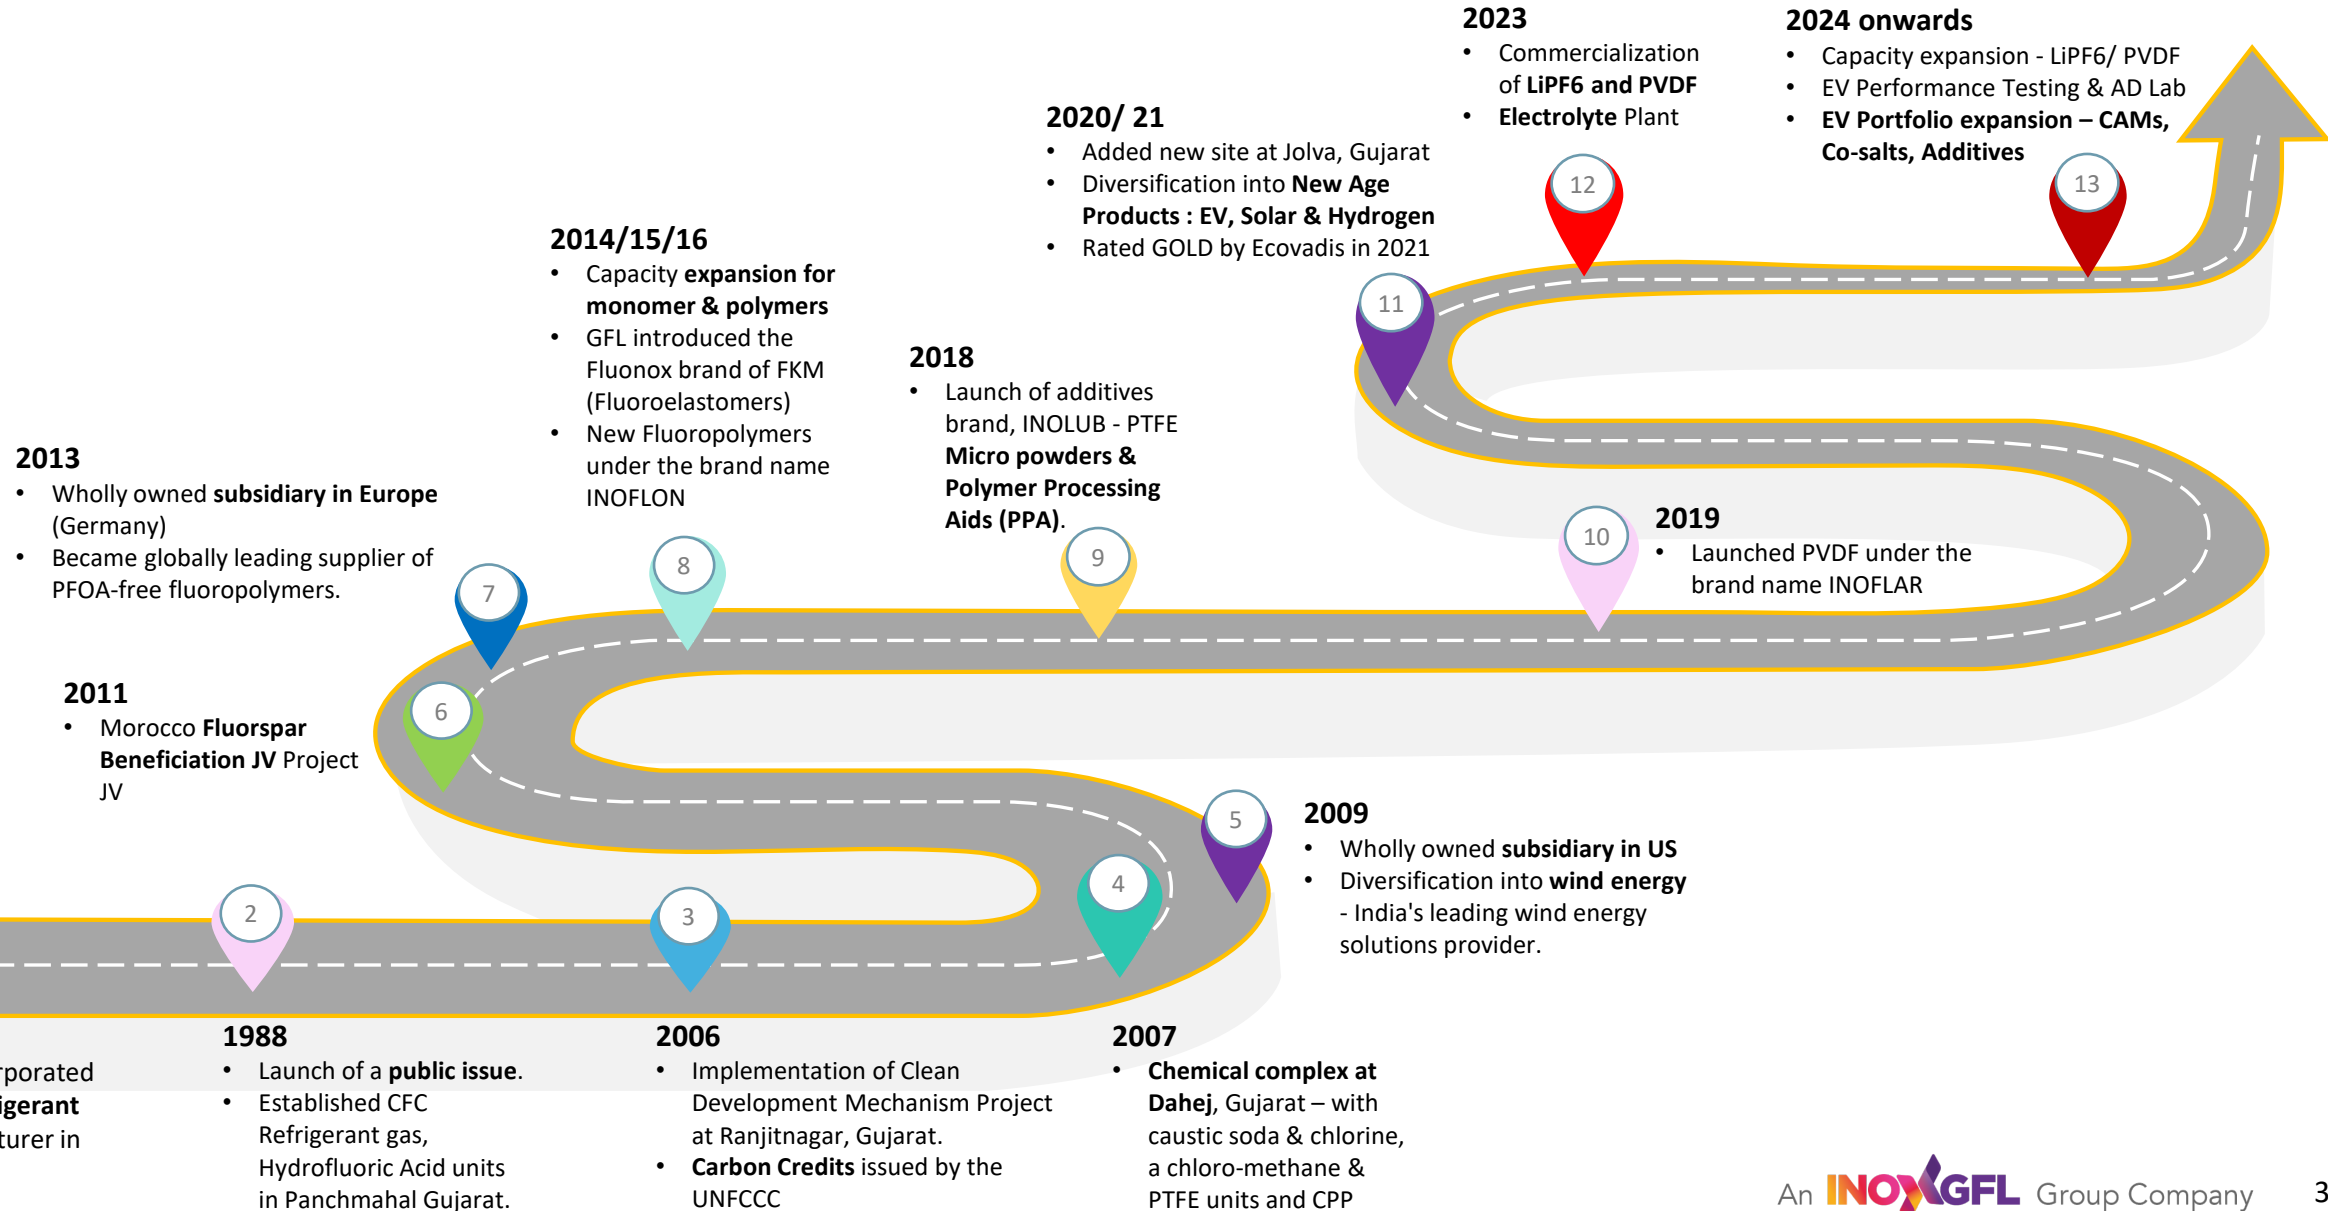 2023
• Commercialization
of LiPF6 and PVDF
• Electrolyte Plant
2024 onwards
• Capacity expansion - LiPF6/ PVDF
• EV Performance Testing & AD Lab
• EV Portfolio expansion – CAMs,
Co-salts, Additives
2020/ 21
• Added new site at Jolva, Gujarat
• Diversification into New Age
Products : EV, Solar & Hydrogen
• Rated GOLD by Ecovadis in 2021
12
13
11
2014/15/16
• Capacity expansion for
monomer & polymers
• GFL introduced the
Fluonox brand of FKM
(Fluoroelastomers)
• New Fluoropolymers
under the brand name
INOFLON
2018
• Launch of additives
brand, INOLUB - PTFE
Micro powders &
Polymer Processing
Aids (PPA).
2013
• Wholly owned subsidiary in Europe
(Germany)
• Became globally leading supplier of
PFOA-free fluoropolymers.
7
8
9
10
2019
• Launched PVDF under the
brand name INOFLAR
2011
• Morocco Fluorspar
Beneficiation JV Project
JV
6
5
2009
• Wholly owned subsidiary in US
• Diversification into wind energy
- India's leading wind energy
solutions provider.
2
3
4
rporated
igerant
turer in
1988
• Launch of a public issue.
• Established CFC
Refrigerant gas,
Hydrofluoric Acid units
in Panchmahal Gujarat.
2006
• Implementation of Clean
Development Mechanism Project
at Ranjitnagar, Gujarat.
• Carbon Credits issued by the
UNFCCC
2007
• Chemical complex at
Dahej, Gujarat – with
caustic soda & chlorine,
a chloro-methane &
PTFE units and CPP
An INOXGFL Group Company
3